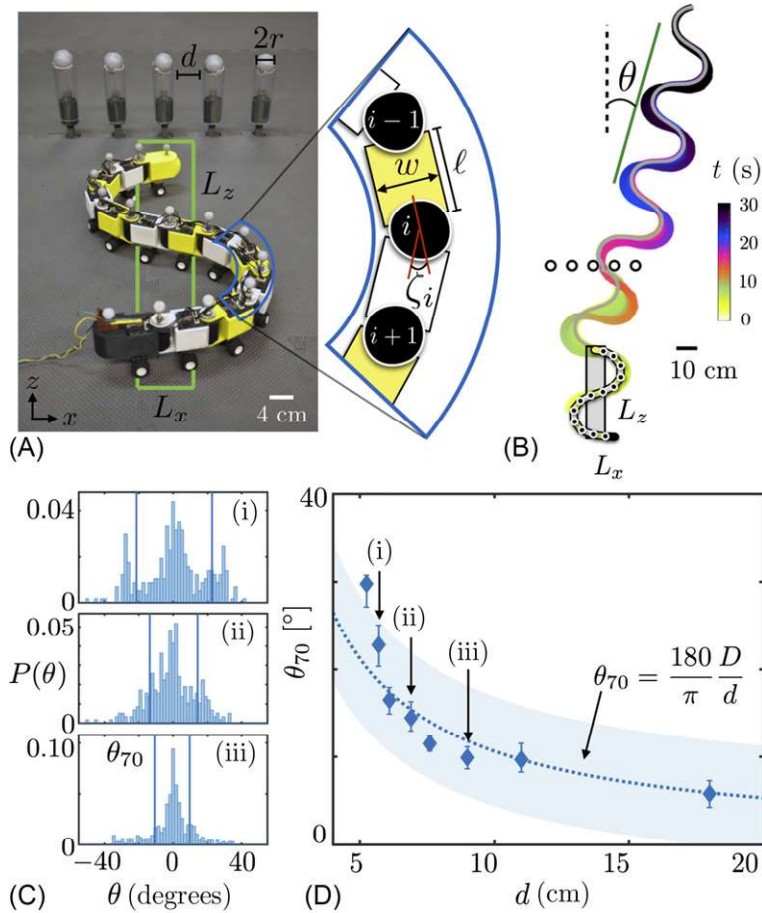 2r
d
L_z
z
x
L_x
4 cm
(A)
i−1
w
ℓ
i
ζ_i
i+1
θ
t (s)
30
20
10
0
10 cm
L_z
L_x
(B)
0.04
0
(i)
0.05
0
(ii)
P(θ)
0.10
0
θ_70
(iii)
−40 0 40
θ (degrees)
(C)
40
0
θ_70 [°]
(i)
(ii)
(iii)
θ_70 = 180/π D/d
5 10 15 20
d (cm)
(D)